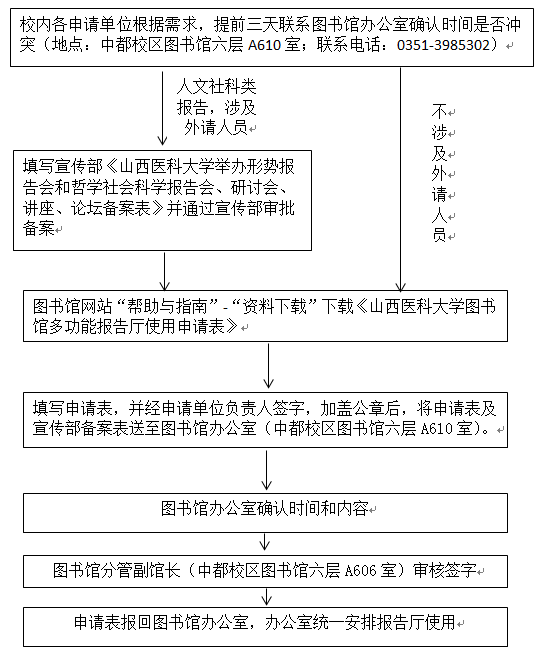 校内各申请单位根据需求，提前三天联系图书馆办公室确认时间是否冲
突（地点：中都校区图书馆六层 A610 室；联系电话：0351-3985302）
人文社科类
报告，涉及
外请人员
不
涉
及
外
请
人
员
填写宣传部《山西医科大学举办形势报
告会和哲学社会科学报告会、研讨会、
讲座、论坛备案表》并通过宣传部审批
备案
图书馆网站“帮助与指南”-“资料下载”下载《山西医科大学图书
馆多功能报告厅使用申请表》
填写申请表，并经申请单位负责人签字，加盖公章后，将申请表及
宣传部备案表送至图书馆办公室（中都校区图书馆六层 A610 室）。
图书馆办公室确认时间和内容
图书馆分管副馆长（中都校区图书馆六层 A606 室）审核签字
申请表报回图书馆办公室，办公室统一安排报告厅使用